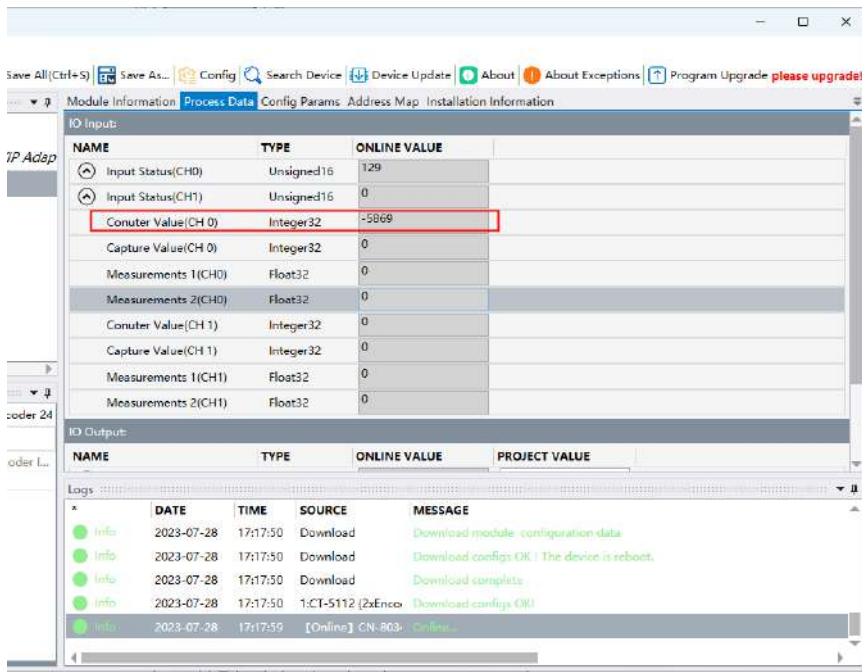 Save All(Ctrl+S) Save As... Config Search Device Device Update About About Exceptions Program Upgrade please upgrade!
Module Information Process Data Config Params Address Map Installation Information
IO Input:
NAME TYPE ONLINE VALUE
/IP Adap
Input Status(CH0) Unsigned16 129
Input Status(CH1) Unsigned16 0
Conuter Value(CH 0) Integer32 -5869
Capture Value(CH 0) Integer32 0
Measurements 1(CH0) Float32 0
Measurements 2(CH0) Float32 0
Conuter Value(CH 1) Integer32 0
Capture Value(CH 1) Integer32 0
Measurements 1(CH1) Float32 0
Measurements 2(CH1) Float32 0
coder 24
IO Output:
NAME TYPE ONLINE VALUE PROJECT VALUE
oder I...
Logs
* DATE TIME SOURCE MESSAGE
Info 2023-07-28 17:17:50 Download Download module configuration data
Info 2023-07-28 17:17:50 Download Download configs OK ! The device is reboot.
Info 2023-07-28 17:17:50 Download Download complete
Info 2023-07-28 17:17:50 1:CT-5112 (2xEnco Download configs OK!
Info 2023-07-28 17:17:59 [Online] CN-803 Online...